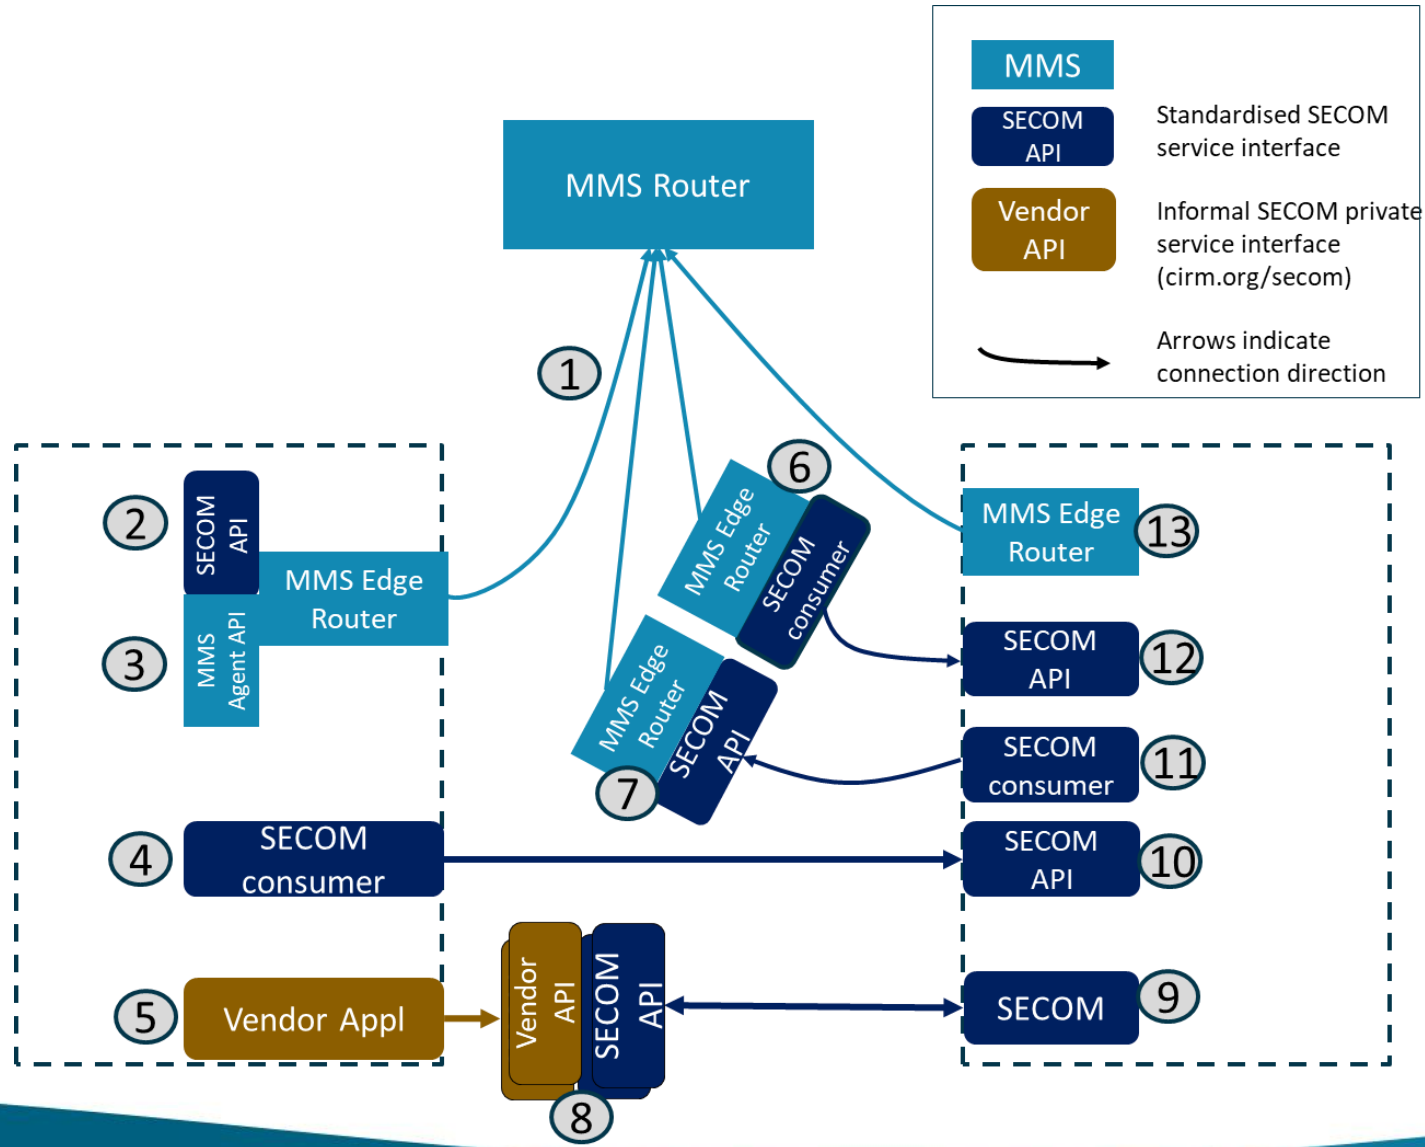 MMS
SECOM
API
Standardised SECOM
service interface
Vendor
API
Informal SECOM private
service interface
(cirm.org/secom)
Arrows indicate
connection direction
MMS Router
1
2
SECOM
API
MMS Edge
Router
3
MMS
Agent API
4
SECOM
consumer
5
Vendor Appl
6
MMS Edge
Router
SECOM
consumer
MMS Edge
Router
SECOM
API
7
Vendor
API
SECOM
API
8
MMS Edge
Router
13
SECOM
API
12
SECOM
consumer
11
SECOM
API
10
SECOM
9